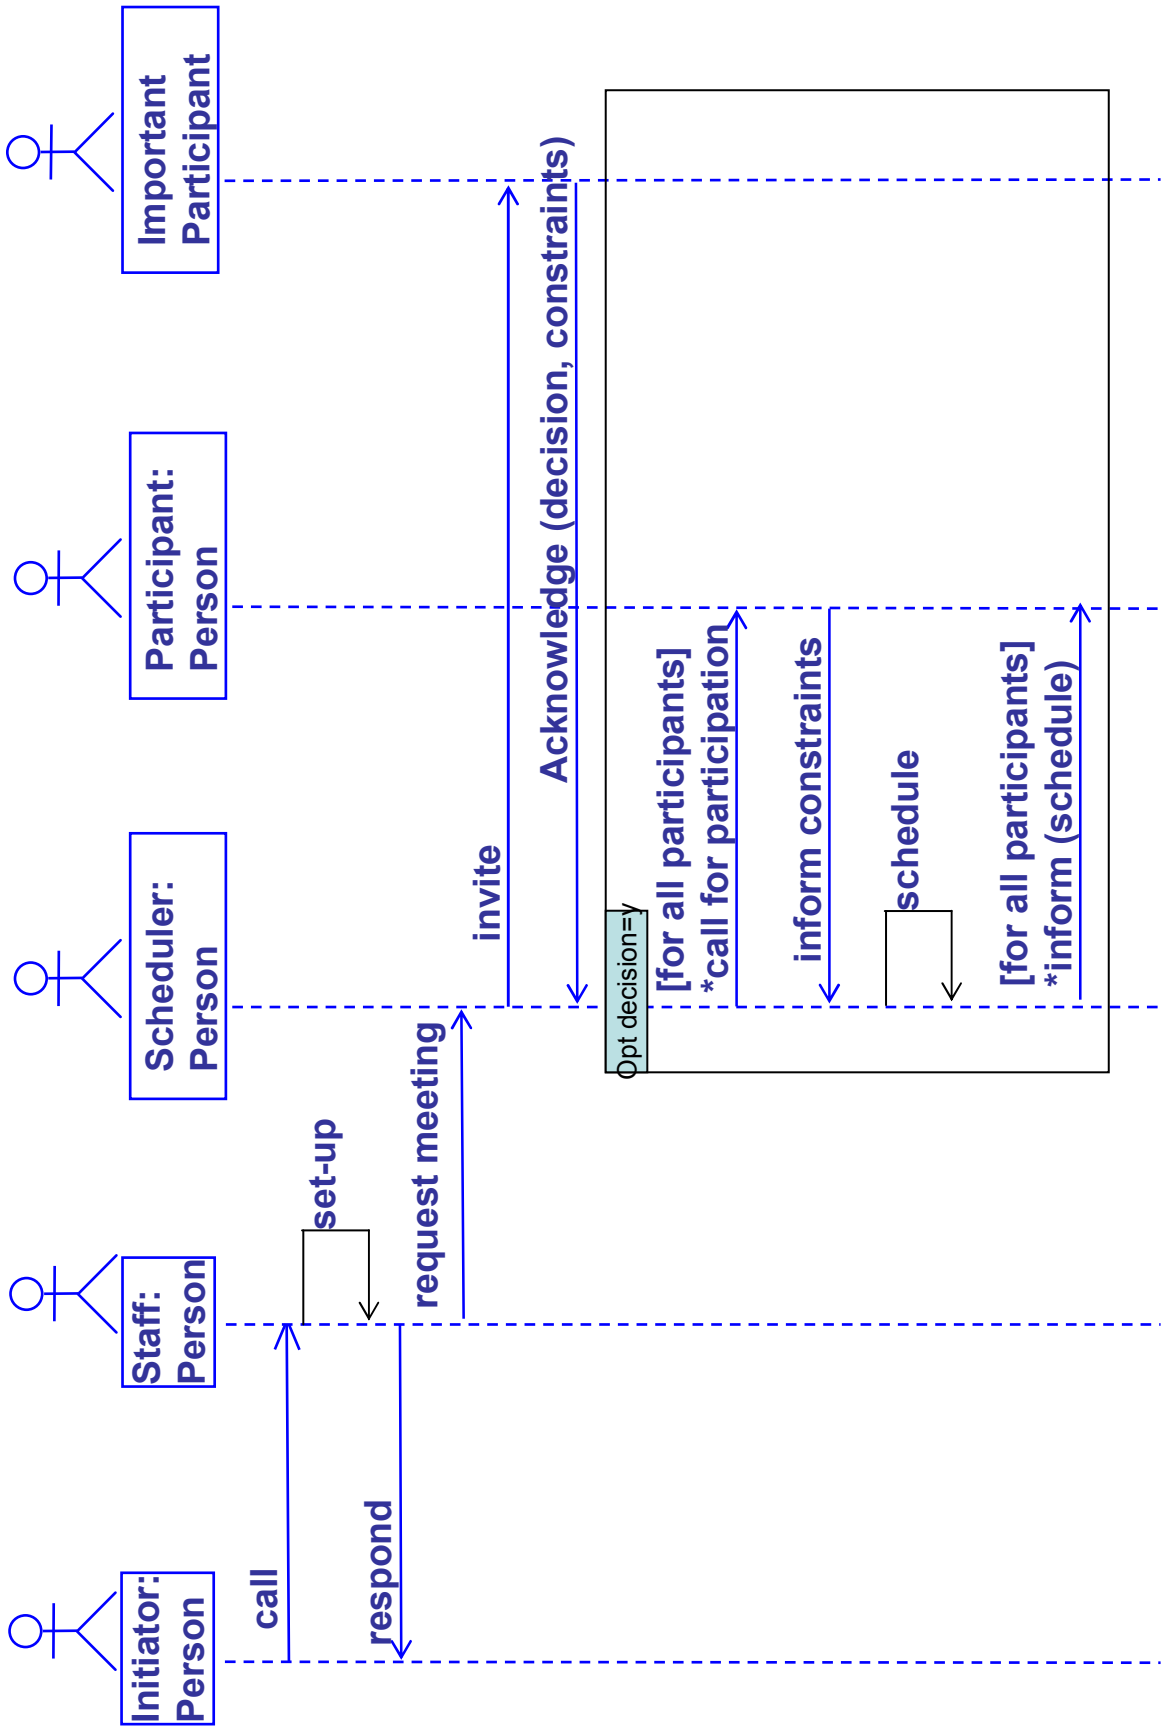 Initiator:
Person
Staff:
Person
Scheduler:
Person
Participant:
Person
Important
Participant
call
set-up
respond
request meeting
invite
Acknowledge (decision, constraints)
Opt decision=y
[for all participants]
*call for participation
inform constraints
schedule
[for all participants]
*inform (schedule)